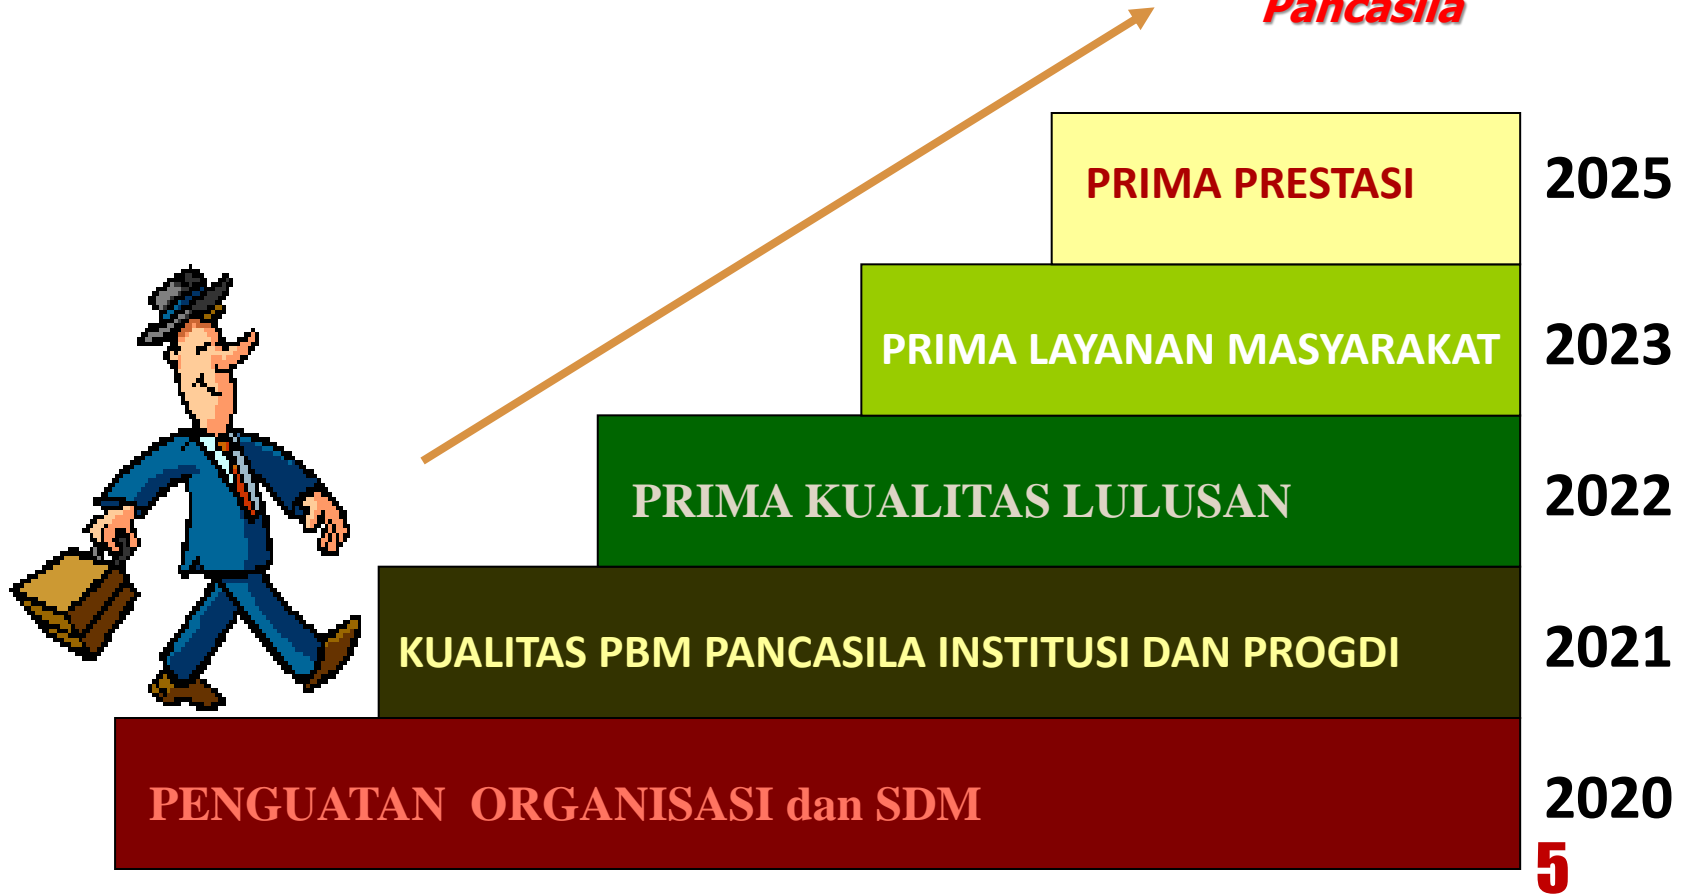 Pancasila
PRIMA PRESTASI 2025
PRIMA LAYANAN MASYARAKAT 2023
PRIMA KUALITAS LULUSAN 2022
KUALITAS PBM PANCASILA INSTITUSI DAN PROGDI 2021
PENGUATAN ORGANISASI dan SDM 2020
5